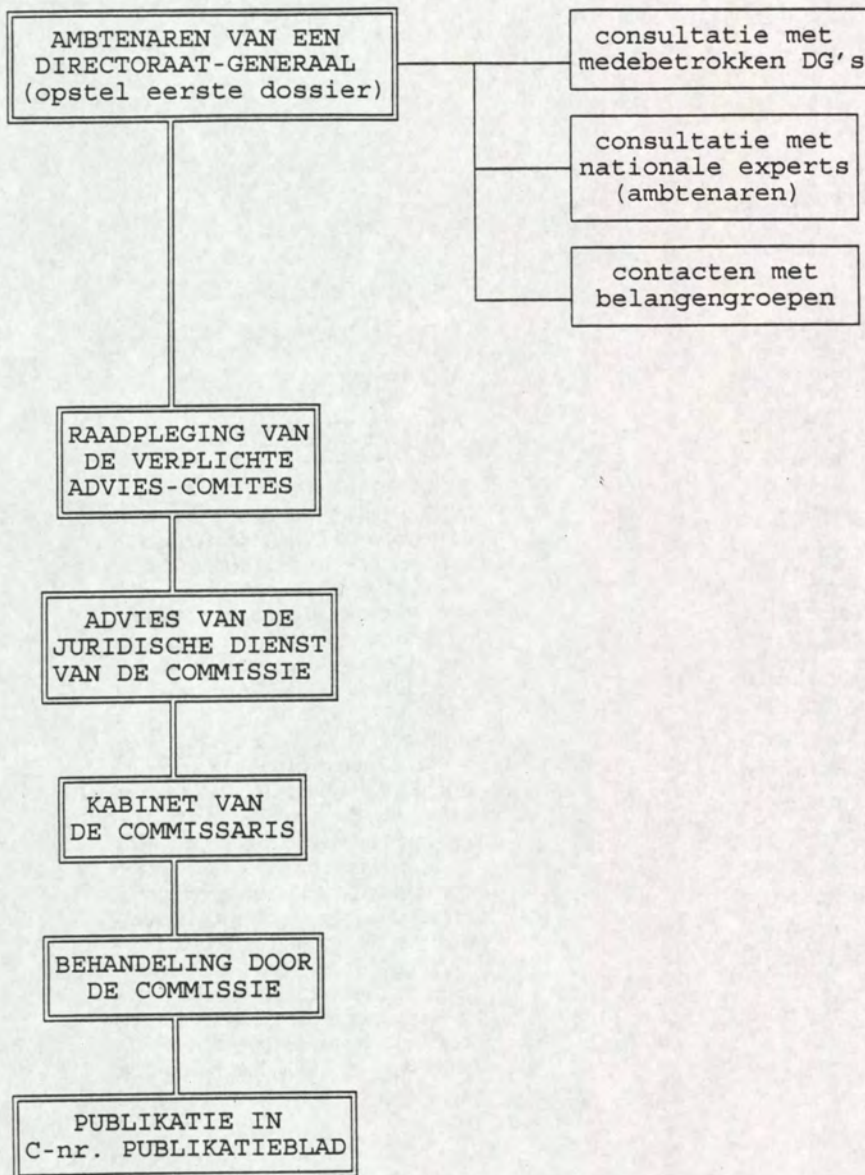 AMBTENAREN VAN EEN
DIRECTORAAT-GENERAAL
(opstel eerste dossier)
consultatie met
medebetrokken DG's
consultatie met
nationale experts
(ambtenaren)
contacten met
belangengroepen
RAADPLEGING VAN
DE VERPLICHTE
ADVIES-COMITES
ADVIES VAN DE
JURIDISCHE DIENST
VAN DE COMMISSIE
KABINET VAN
DE COMMISSARIS
BEHANDELING DOOR
DE COMMISSIE
PUBLIKATIE IN
C-nr. PUBLIKATIEBLAD